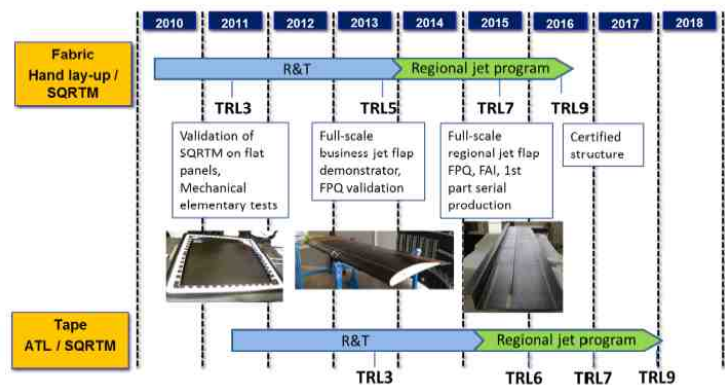 2010 2011 2012 2013 2014 2015 2016 2017 2018
Fabric
Hand lay-up /
SQRTM
R&T
Regional jet program
TRL3
TRL5
TRL7
TRL9
Validation of
SQRTM on flat
panels,
Mechanical
elementary tests
Full-scale
business jet flap
demonstrator,
FPQ validation
Full-scale
regional jet flap
FPQ, FAI, 1st
part serial
production
Certified
structure
Tape
ATL / SQRTM
R&T
Regional jet program
TRL3
TRL6
TRL7
TRL9